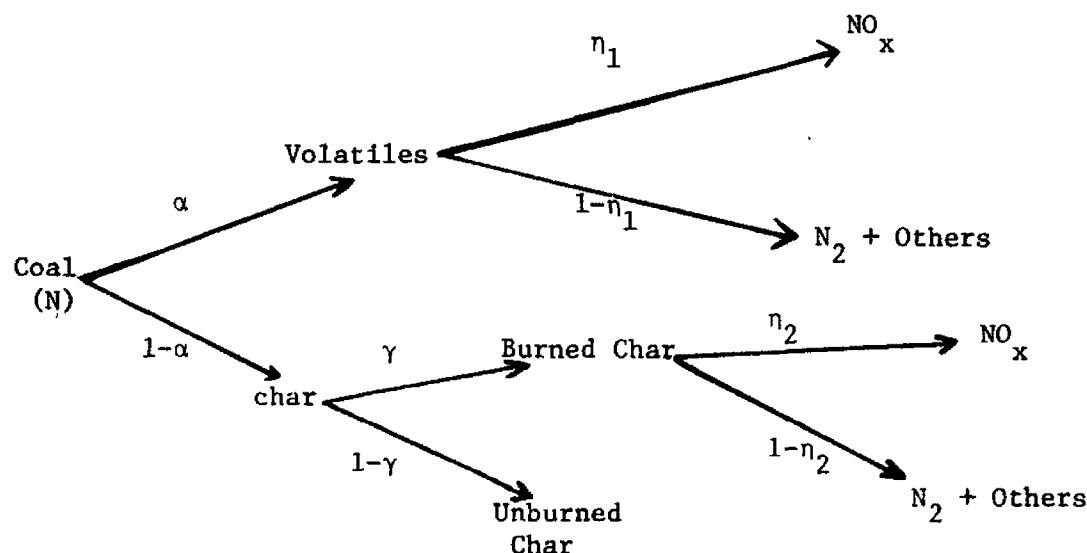 NOx
η1
Volatiles
α
1-η1
N2 + Others
Coal
(N)
1-α
γ
Burned Char
η2
NOx
char
1-γ
1-η2
Unburned
Char
N2 + Others